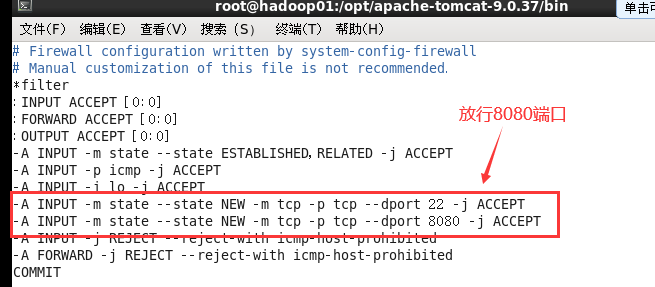 root@hadoop01:/opt/apache-tomcat-9.0.37/bin
单击可
文件(F) 编辑(E) 查看(V) 搜索 (S) 终端(T) 帮助(H)
# Firewall configuration written by system-config-firewall
# Manual customization of this file is not recommended.
*filter
:INPUT ACCEPT [0:0]
:FORWARD ACCEPT [0:0]
:OUTPUT ACCEPT [0:0]
放行8080端口
-A INPUT -m state --state ESTABLISHED,RELATED -j ACCEPT
-A INPUT -p icmp -j ACCEPT
-A INPUT -i lo -j ACCEPT
-A INPUT -m state --state NEW -m tcp -p tcp --dport 22 -j ACCEPT
-A INPUT -m state --state NEW -m tcp -p tcp --dport 8080 -j ACCEPT
-A INPUT -j REJECT --reject-with icmp-host-prohibited
-A FORWARD -j REJECT --reject-with icmp-host-prohibited
COMMIT